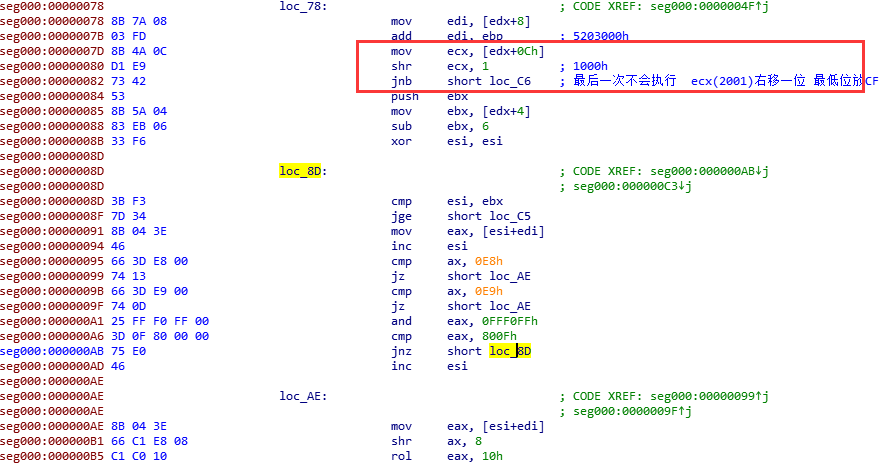 seg000:00000078 loc_78: ; CODE XREF: seg000:0000004F↑j
seg000:00000078 8B 7A 08 mov edi, [edx+8]
seg000:0000007B 03 FD add edi, ebp ; 5203000h
seg000:0000007D 8B 4A 0C mov ecx, [edx+0Ch]
seg000:00000080 D1 E9 shr ecx, 1 ; 1000h
seg000:00000082 73 42 jnb short loc_C6 ; 最后一次不会执行 ecx(2001)右移一位 最低位放CF
seg000:00000084 53 push ebx
seg000:00000085 8B 5A 04 mov ebx, [edx+4]
seg000:00000088 83 EB 06 sub ebx, 6
seg000:0000008B 33 F6 xor esi, esi
seg000:0000008D
seg000:0000008D loc_8D: ; CODE XREF: seg000:000000AB↓j
seg000:0000008D ; seg000:000000C3↓j
seg000:0000008D 3B F3 cmp esi, ebx
seg000:0000008F 7D 34 jge short loc_C5
seg000:00000091 8B 04 3E mov eax, [esi+edi]
seg000:00000094 46 inc esi
seg000:00000095 66 3D E8 00 cmp ax, 0E8h
seg000:00000099 74 13 jz short loc_AE
seg000:0000009B 66 3D E9 00 cmp ax, 0E9h
seg000:0000009F 74 0D jz short loc_AE
seg000:000000A1 25 FF F0 FF 00 and eax, 0FFF0FFh
seg000:000000A6 3D 0F 80 00 00 cmp eax, 800Fh
seg000:000000AB 75 E0 jnz short loc_8D
seg000:000000AD 46 inc esi
seg000:000000AE
seg000:000000AE loc_AE: ; CODE XREF: seg000:00000099↑j
seg000:000000AE ; seg000:0000009F↑j
seg000:000000AE 8B 04 3E mov eax, [esi+edi]
seg000:000000B1 66 C1 E8 08 shr ax, 8
seg000:000000B5 C1 C0 10 rol eax, 10h